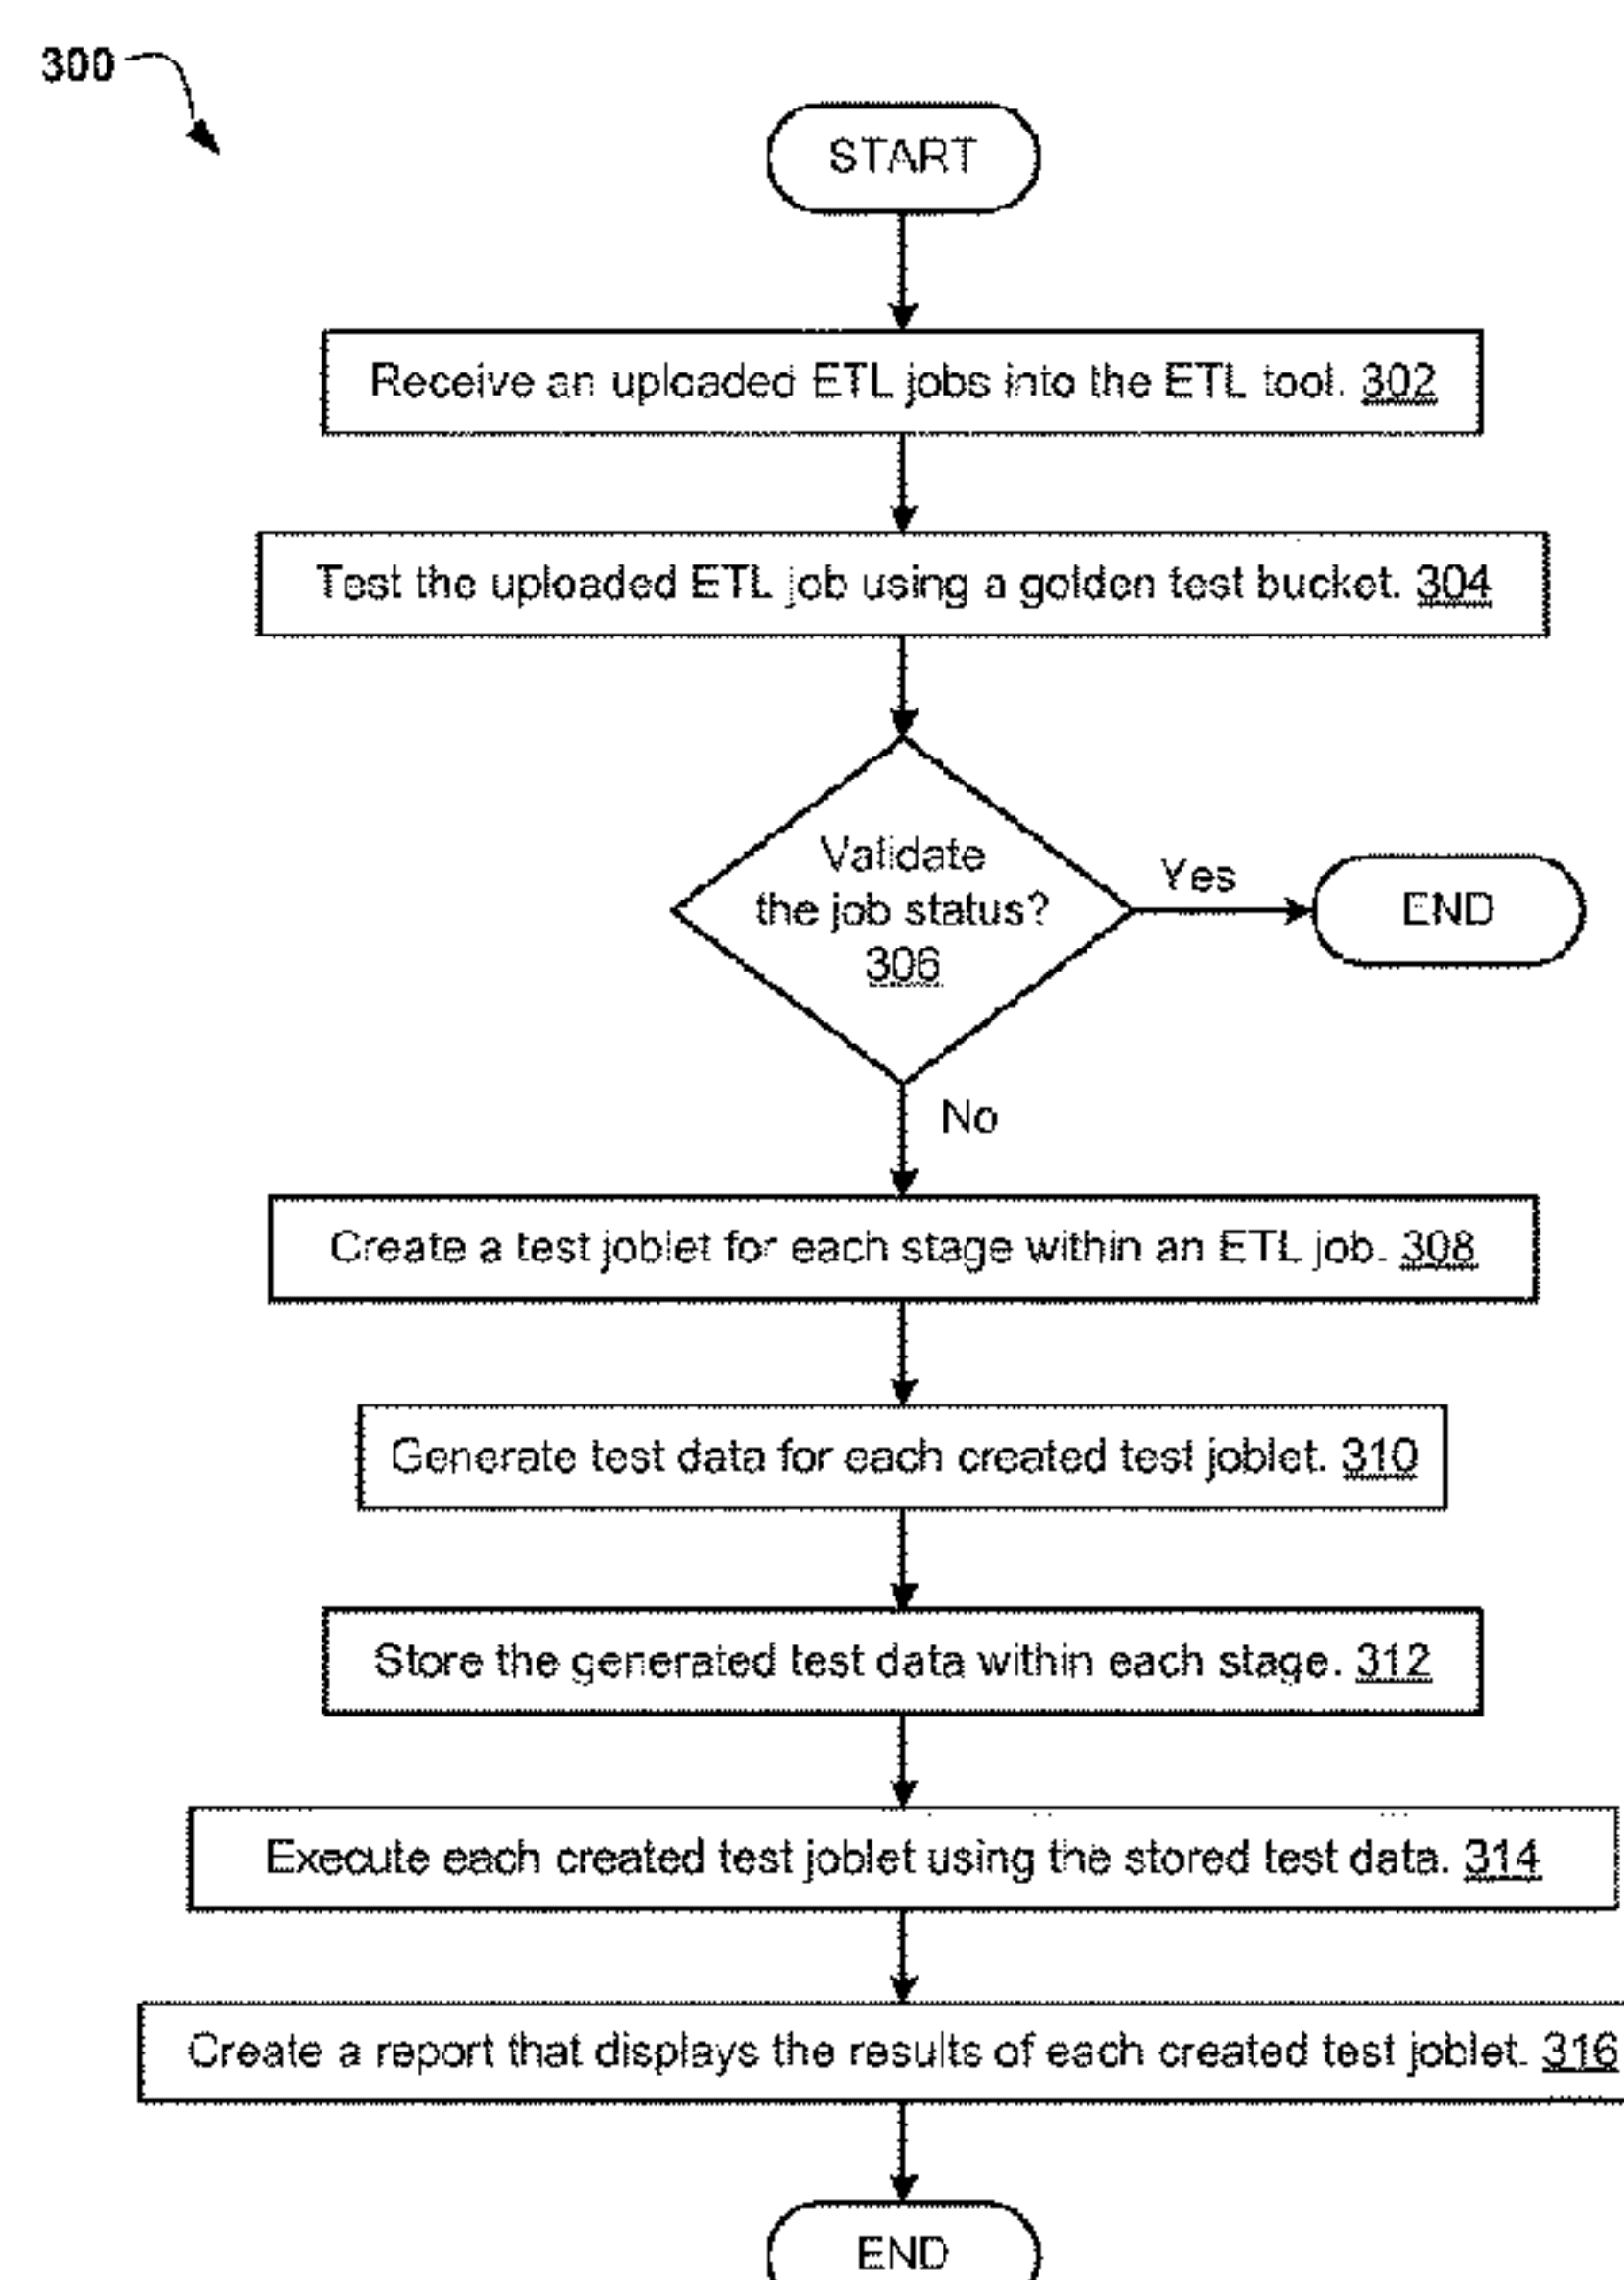 300
START
Receive an uploaded ETL jobs into the ETL tool. 302
Test the uploaded ETL job using a golden test bucket. 304
Validate
the job status?
306
Yes
END
No
Create a test joblet for each stage within an ETL job. 308
Generate test data for each created test joblet. 310
Store the generated test data within each stage. 312
Execute each created test joblet using the stored test data. 314
Create a report that displays the results of each created test joblet. 316
END